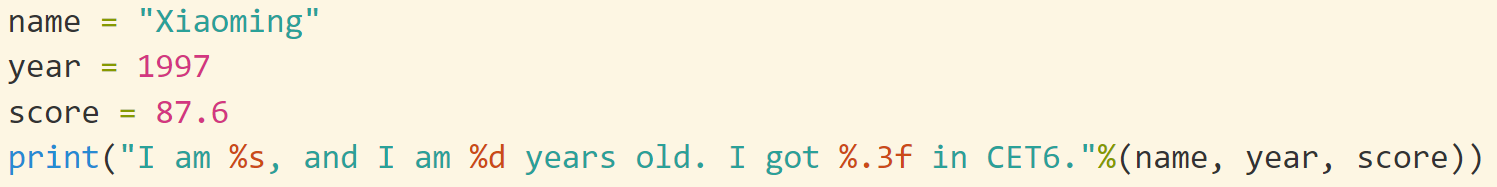 name = "Xiaoming"
year = 1997
score = 87.6
print("I am %s, and I am %d years old. I got %.3f in CET6."%(name, year, score))